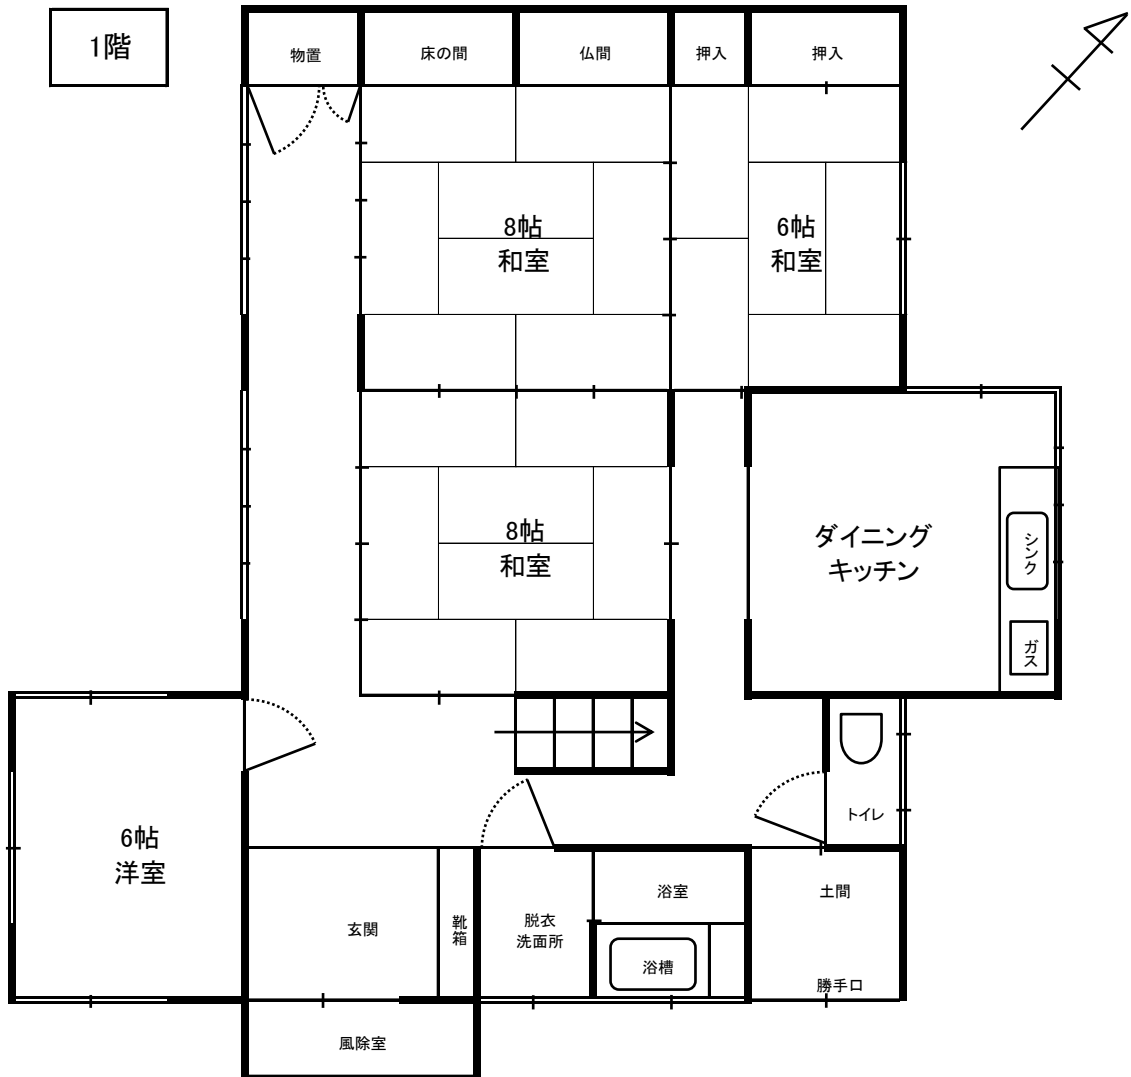 1階
物置
床の間
仏間
押入
押入
8帖
和室
6帖
和室
8帖
和室
ダイニング
キッチン
シンク
ガス
6帖
洋室
トイレ
玄関
靴箱
脱衣
洗面所
浴室
浴槽
土間
勝手口
風除室